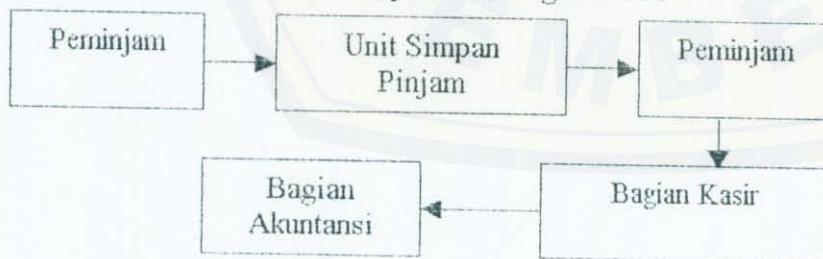 Peminjam
Unit Simpan
Pinjam
Peminjam
Bagian Kasir
Bagian
Akuntansi